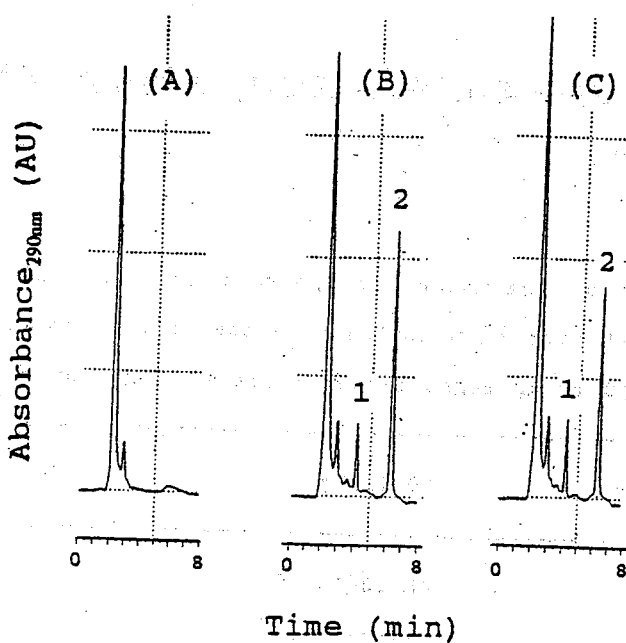 (A) (B) (C)
2
2
1 1
Absorbance290nm (AU)
0 8 0 8 0 8
Time (min)